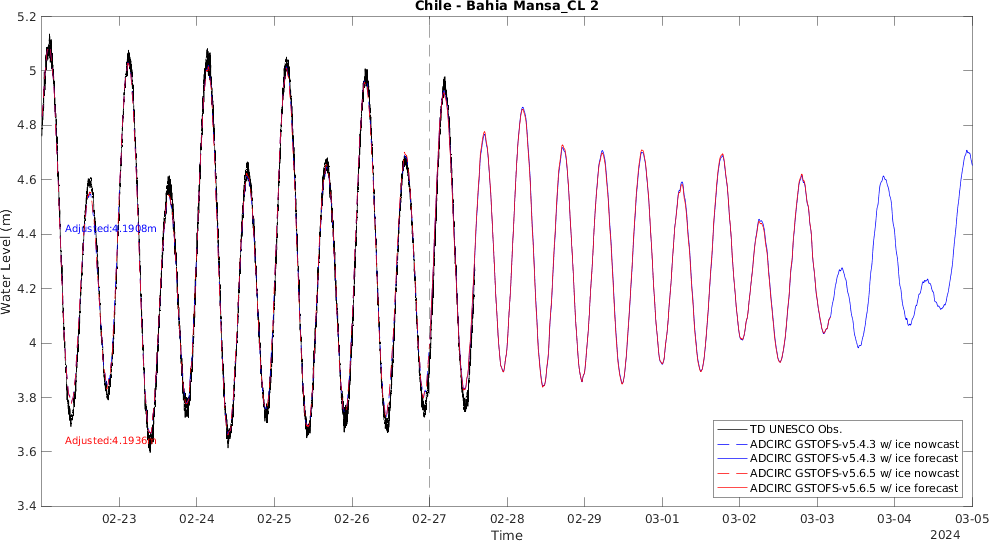 Chile - Bahia Mansa_CL 2
5.2
5
4.8
4.6
4.4
4.2
4
3.8
3.6
3.4
Water Level (m)
Adjusted:4.1908m
Adjusted:4.1936m
TD UNESCO Obs.
ADCIRC GSTOFS-v5.4.3 w/ ice nowcast
ADCIRC GSTOFS-v5.4.3 w/ ice forecast
ADCIRC GSTOFS-v5.6.5 w/ ice nowcast
ADCIRC GSTOFS-v5.6.5 w/ ice forecast
02-23 02-24 02-25 02-26 02-27 02-28 02-29 03-01 03-02 03-03 03-04 03-05
Time
2024